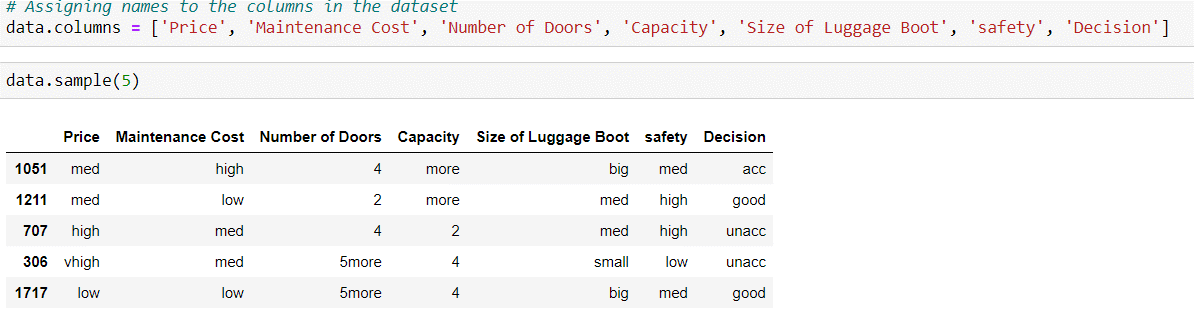 # Assigning names to the columns in the dataset
data.columns = ['Price', 'Maintenance Cost', 'Number of Doors', 'Capacity', 'Size of Luggage Boot', 'safety', 'Decision']
data.sample(5)
Price Maintenance Cost Number of Doors Capacity Size of Luggage Boot safety Decision
1051 med high 4 more big med acc
1211 med low 2 more med high good
707 high med 4 2 med high unacc
306 vhigh med 5more 4 small low unacc
1717 low low 5more 4 big med good